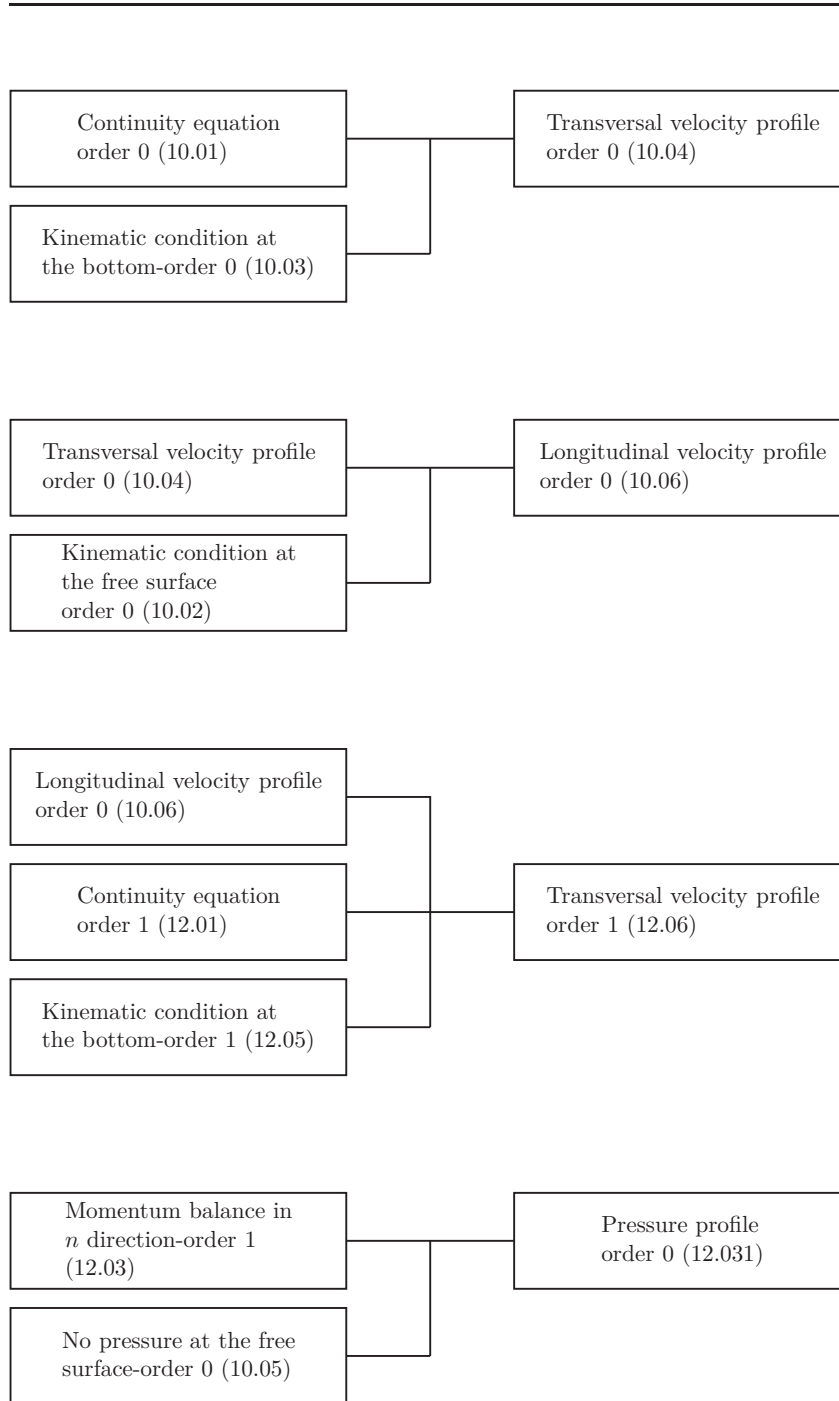 Continuity equation
order 0 (10.01)
Transversal velocity profile
order 0 (10.04)
Kinematic condition at
the bottom-order 0 (10.03)
Transversal velocity profile
order 0 (10.04)
Longitudinal velocity profile
order 0 (10.06)
Kinematic condition at
the free surface
order 0 (10.02)
Longitudinal velocity profile
order 0 (10.06)
Continuity equation
order 1 (12.01)
Transversal velocity profile
order 1 (12.06)
Kinematic condition at
the bottom-order 1 (12.05)
Momentum balance in
n direction-order 1
(12.03)
Pressure profile
order 0 (12.031)
No pressure at the free
surface-order 0 (10.05)